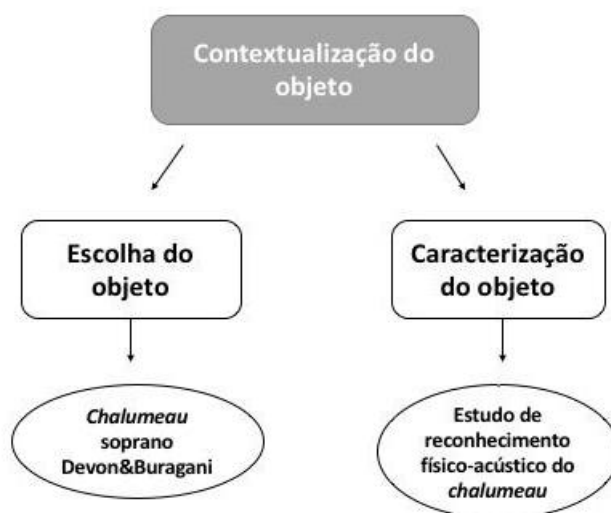 Contextualização do
objeto
Escolha do
objeto
Caracterização
do objeto
Chalumeau
soprano
Devon&Buragani
Estudo de
reconhecimento
físico-acústico do
chalumeau